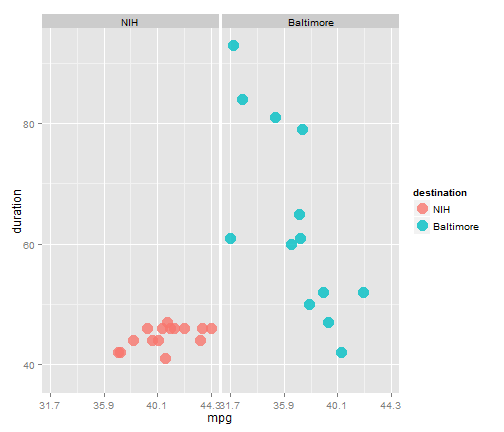 NIH Baltimore
80
60
40
duration
31.7 35.9 40.1 44.3 31.7 35.9 40.1 44.3
mpg
destination
NIH
Baltimore